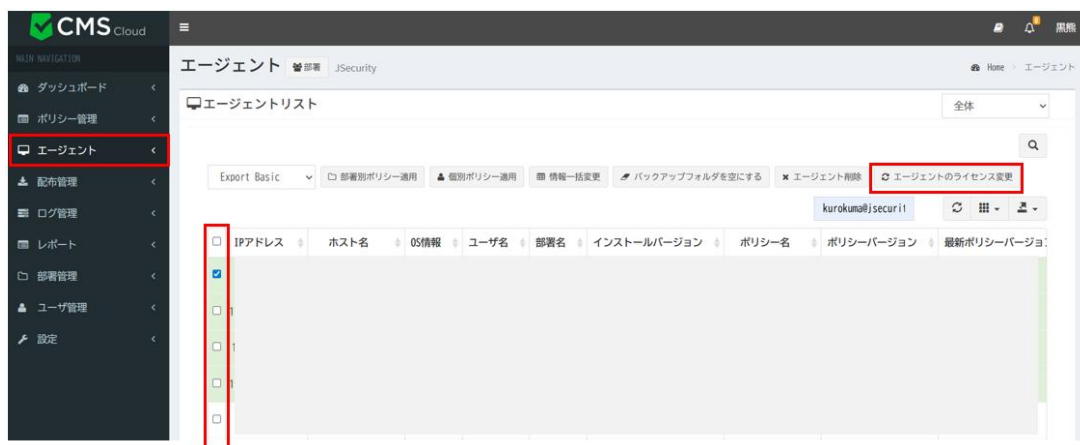 CMS Cloud
黒熊
MAIN NAVIGATION
エージェント 部署 JSecurity
Home > エージェント
ダッシュボード
ポリシー管理
エージェント
配布管理
ログ管理
レポート
部署管理
ユーザ管理
設定
エージェントリスト
全体
Export Basic 部署別ポリシー適用 個別ポリシー適用 情報一括変更 バックアップフォルダを空にする エージェント削除 エージェントのライセンス変更
kurokuma@jsecurit
IPアドレス ホスト名 OS情報 ユーザ名 部署名 インストールバージョン ポリシー名 ポリシーバージョン 最新ポリシーバージョ
1
1
1